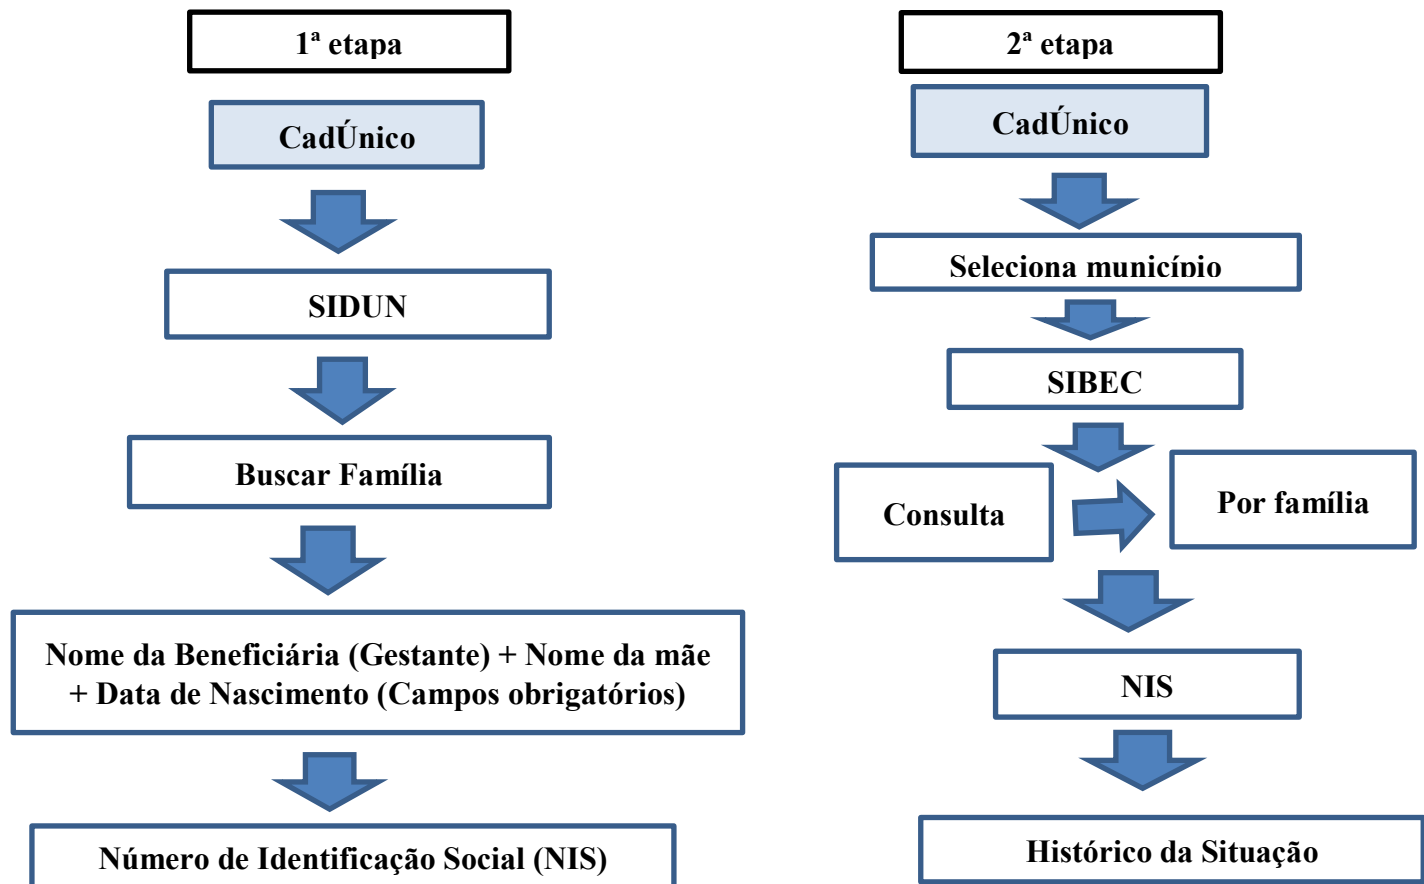 1ª etapa
CadÚnico
SIDUN
Buscar Família
Nome da Beneficiária (Gestante) + Nome da mãe
+ Data de Nascimento (Campos obrigatórios)
Número de Identificação Social (NIS)
2ª etapa
CadÚnico
Seleciona município
SIBEC
Consulta
Por família
NIS
Histórico da Situação